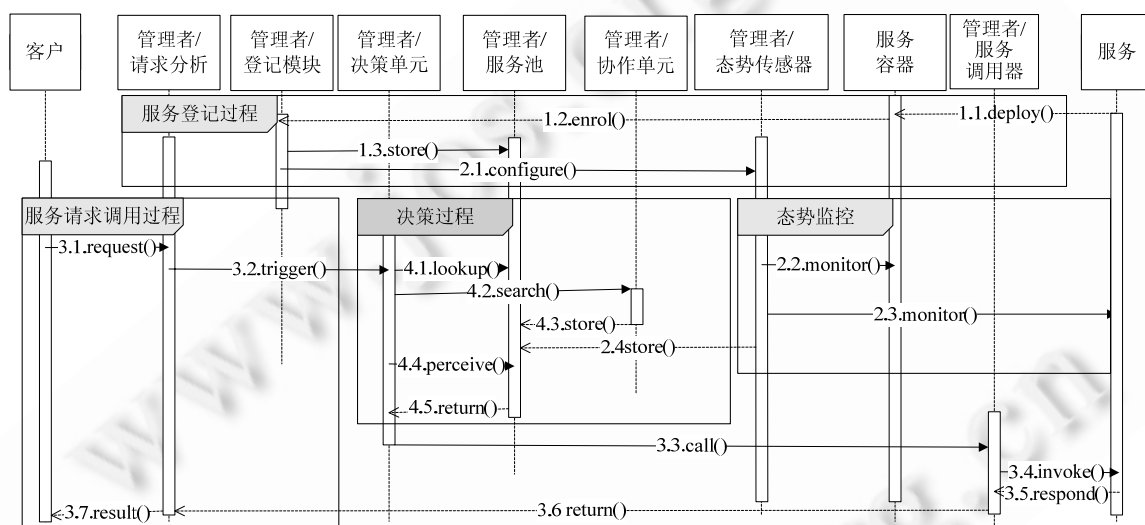 客户
管理者/
请求分析
管理者/
登记模块
管理者/
决策单元
管理者/
服务池
管理者/
协作单元
管理者/
态势传感器
服务
容器
管理者/
服务
调用器
服务
服务登记过程
1.1.deploy()
1.2.enrol()
1.3.store()
2.1.configure()
服务请求调用过程
决策过程
态势监控
3.1.request()
3.2.trigger()
4.1.lookup()
2.2.monitor()
4.2.search()
4.3.store()
2.3.monitor()
2.4store()
4.4.perceive()
4.5.return()
3.3.call()
3.4.invoke()
3.5.respond()
3.6 return()
3.7.result()